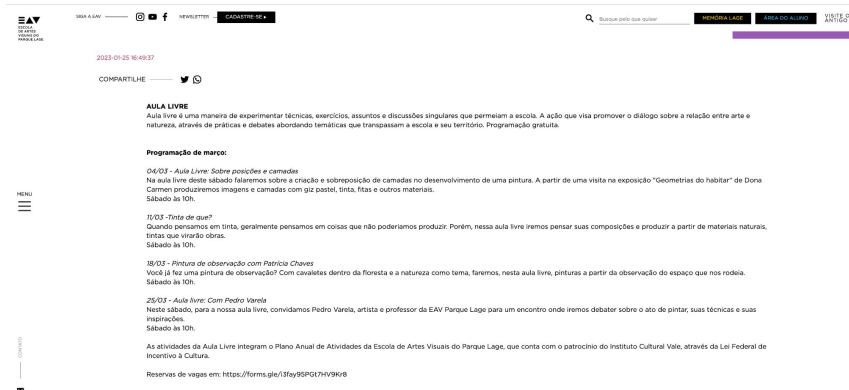 ESCOLA
DE ARTES
VISUAIS DO
PARQUE LAGE
SIGA A EAV
NEWSLETTER
CADASTRE-SE
Busque pelo que quiser
MEMÓRIA LAGE
ÁREA DO ALUNO
VISITE O
ANTIGO
2023-01-25 16:49:37
COMPARTILHE
AULA LIVRE
Aula livre é uma maneira de experimentar técnicas, exercícios, assuntos e discussões singulares que permeiam a escola. A ação que visa promover o diálogo sobre a relação entre arte e
natureza, através de práticas e debates abordando temáticas que transpassam a escola e seu território. Programação gratuita.
Programação de março:
04/03 - Aula Livre: Sobre posições e camadas
Na aula livre deste sábado falaremos sobre a criação e sobreposição de camadas no desenvolvimento de uma pintura. A partir de uma visita na exposição "Geometrias do habitar" de Dona
Carmen produziremos imagens e camadas com giz pastel, tinta, fitas e outros materiais.
Sábado às 10h.
11/03 -Tinta de que?
Quando pensamos em tinta, geralmente pensamos em coisas que não poderiamos produzir. Porém, nessa aula livre iremos pensar suas composições e produzir a partir de materiais naturais,
tintas que virarão obras.
Sábado às 10h.
18/03 - Pintura de observação com Patrícia Chaves
Você já fez uma pintura de observação? Com cavaletes dentro da floresta e a natureza como tema, faremos, nesta aula livre, pinturas a partir da observação do espaço que nos rodeia.
Sábado às 10h.
25/03 - Aula livre: Com Pedro Varela
Neste sábado, para a nossa aula livre, convidamos Pedro Varela, artista e professor da EAV Parque Lage para um encontro onde iremos debater sobre o ato de pintar, suas técnicas e suas
inspirações.
Sábado às 10h.
As atividades da Aula Livre integram o Plano Anual de Atividades da Escola de Artes Visuais do Parque Lage, que conta com o patrocínio do Instituto Cultural Vale, através da Lei Federal de
Incentivo à Cultura.
Reservas de vagas em: https://forms.gle/i3fay9SPGt7HV9Kr8
MENU
CONTATO